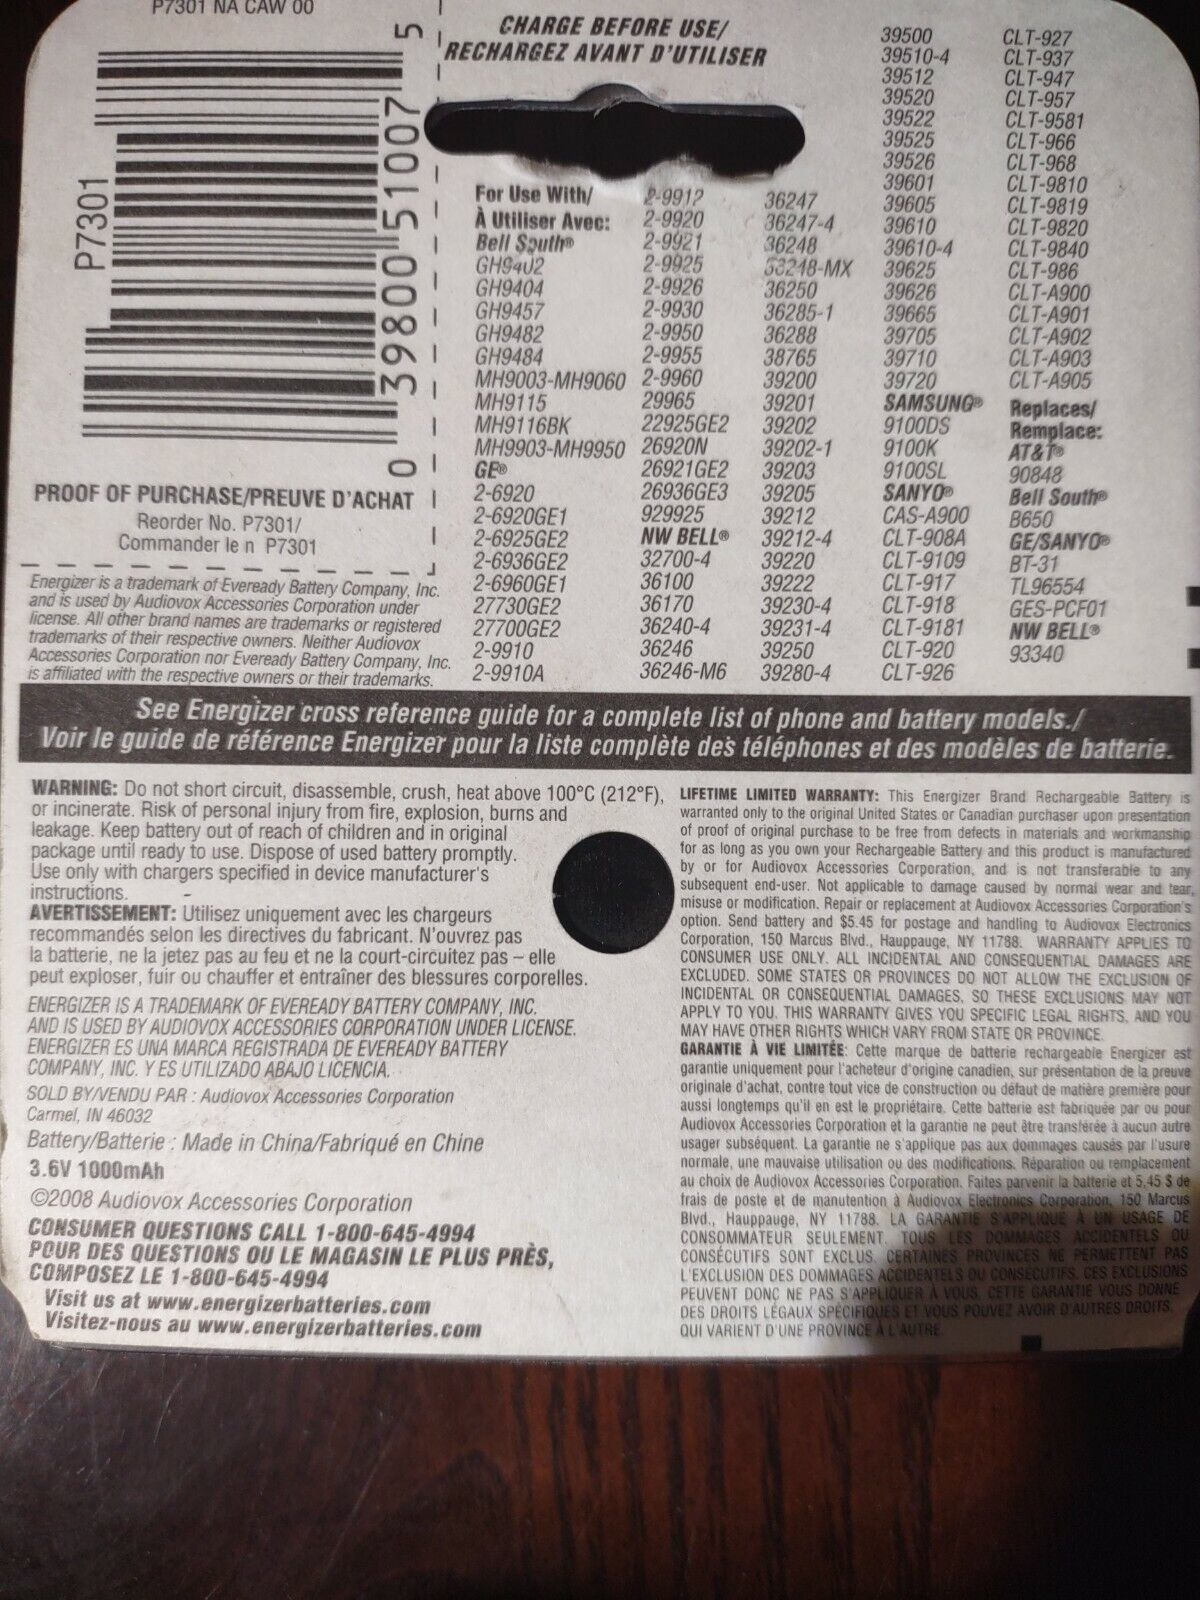 P7301 NA CAW 00
P7301
0 39800 51007 5
PROOF OF PURCHASE/PREUVE D'ACHAT
Reorder No. P7301/
Commander le n P7301
Energizer is a trademark of Eveready Battery Company, Inc.
and is used by Audiovox Accessories Corporation under
license. All other brand names are trademarks or registered
trademarks of their respective owners. Neither Audiovox
Accessories Corporation nor Eveready Battery Company, Inc.
is affiliated with the respective owners or their trademarks.
CHARGE BEFORE USE/
RECHARGEZ AVANT D'UTILISER
For Use With/
À Utiliser Avec:
Bell South®
GH9402
GH9404
GH9457
GH9482
GH9484
MH9003-MH9060
MH9115
MH9116BK
MH9903-MH9950
GE®
2-6920
2-6920GE1
2-6925GE2
2-6936GE2
2-6960GE1
27730GE2
27700GE2
2-9910
2-9910A
2-9912
2-9920
2-9921
2-9925
2-9926
2-9930
2-9950
2-9955
2-9960
29965
22925GE2
26920N
26921GE2
26936GE3
929925
NW BELL®
32700-4
36100
36170
36240-4
36246
36246-M6
36247
36247-4
36248
36248-MX
36250
36285-1
36288
38765
39200
39201
39202
39202-1
39203
39205
39212
39212-4
39220
39222
39230-4
39231-4
39250
39280-4
39500
39510-4
39512
39520
39522
39525
39526
39601
39605
39610
39610-4
39625
39626
39665
39705
39710
39720
SAMSUNG®
9100DS
9100K
9100SL
SANYO®
CAS-A900
CLT-908A
CLT-9109
CLT-917
CLT-918
CLT-9181
CLT-920
CLT-926
CLT-927
CLT-937
CLT-947
CLT-957
CLT-9581
CLT-966
CLT-968
CLT-9810
CLT-9819
CLT-9820
CLT-9840
CLT-986
CLT-A900
CLT-A901
CLT-A902
CLT-A903
CLT-A905
Replaces/
Remplace:
AT&T®
90848
Bell South®
B650
GE/SANYO®
BT-31
TL96554
GES-PCF01
NW BELL®
93340
See Energizer cross reference guide for a complete list of phone and battery models./
Voir le guide de référence Energizer pour la liste complète des téléphones et des modèles de batterie.
WARNING: Do not short circuit, disassemble, crush, heat above 100°C (212°F),
or incinerate. Risk of personal injury from fire, explosion, burns and
leakage. Keep battery out of reach of children and in original
package until ready to use. Dispose of used battery promptly.
Use only with chargers specified in device manufacturer's
instructions.
AVERTISSEMENT: Utilisez uniquement avec les chargeurs
recommandés selon les directives du fabricant. N'ouvrez pas
la batterie, ne la jetez pas au feu et ne la court-circuitez pas – elle
peut exploser, fuir ou chauffer et entraîner des blessures corporelles.
ENERGIZER IS A TRADEMARK OF EVEREADY BATTERY COMPANY, INC.
AND IS USED BY AUDIOVOX ACCESSORIES CORPORATION UNDER LICENSE.
ENERGIZER ES UNA MARCA REGISTRADA DE EVEREADY BATTERY
COMPANY, INC. Y ES UTILIZADO ABAJO LICENCIA.
SOLD BY/VENDU PAR : Audiovox Accessories Corporation
Carmel, IN 46032
Battery/Batterie : Made in China/Fabriqué en Chine
3.6V 1000mAh
©2008 Audiovox Accessories Corporation
CONSUMER QUESTIONS CALL 1-800-645-4994
POUR DES QUESTIONS OU LE MAGASIN LE PLUS PRÈS,
COMPOSEZ LE 1-800-645-4994
Visit us at www.energizerbatteries.com
Visitez-nous au www.energizerbatteries.com
LIFETIME LIMITED WARRANTY: This Energizer Brand Rechargeable Battery is
warranted only to the original United States or Canadian purchaser upon presentation
of proof of original purchase to be free from defects in materials and workmanship
for as long as you own your Rechargeable Battery and this product is manufactured
by or for Audiovox Accessories Corporation, and is not transferable to any
subsequent end-user. Not applicable to damage caused by normal wear and tear,
misuse or modification. Repair or replacement at Audiovox Accessories Corporation's
option. Send battery and $5.45 for postage and handling to Audiovox Electronics
Corporation, 150 Marcus Blvd., Hauppauge, NY 11788. WARRANTY APPLIES TO
CONSUMER USE ONLY. ALL INCIDENTAL AND CONSEQUENTIAL DAMAGES ARE
EXCLUDED. SOME STATES OR PROVINCES DO NOT ALLOW THE EXCLUSION OF
INCIDENTAL OR CONSEQUENTIAL DAMAGES, SO THESE EXCLUSIONS MAY NOT
APPLY TO YOU. THIS WARRANTY GIVES YOU SPECIFIC LEGAL RIGHTS, AND YOU
MAY HAVE OTHER RIGHTS WHICH VARY FROM STATE OR PROVINCE.
GARANTIE À VIE LIMITÉE: Cette marque de batterie rechargeable Energizer est
garantie uniquement pour l'acheteur d'origine canadien, sur présentation de la preuve
originale d'achat, contre tout vice de construction ou défaut de matière première pour
aussi longtemps qu'il en est le propriétaire. Cette batterie est fabriquée par ou pour
Audiovox Accessories Corporation et la garantie ne peut être transférée à aucun autre
usager subséquent. La garantie ne s'applique pas aux dommages causés par l'usure
normale, une mauvaise utilisation ou des modifications. Réparation ou remplacement
au choix de Audiovox Accessories Corporation. Faites parvenir la batterie et 5,45 $ de
frais de poste et de manutention à Audiovox Electronics Corporation, 150 Marcus
Blvd., Hauppauge, NY 11788. LA GARANTIE S'APPLIQUE À UN USAGE DE
CONSOMMATEUR SEULEMENT. TOUS LES DOMMAGES ACCIDENTELS OU
CONSÉCUTIFS SONT EXCLUS. CERTAINES PROVINCES NE PERMETTENT PAS
L'EXCLUSION DES DOMMAGES ACCIDENTELS OU CONSÉCUTIFS, CES EXCLUSIONS
PEUVENT DONC NE PAS S'APPLIQUER À VOUS. CETTE GARANTIE VOUS DONNE
DES DROITS LÉGAUX SPÉCIFIQUES ET VOUS POUVEZ AVOIR D'AUTRES DROITS,
QUI VARIENT D'UNE PROVINCE À L'AUTRE.